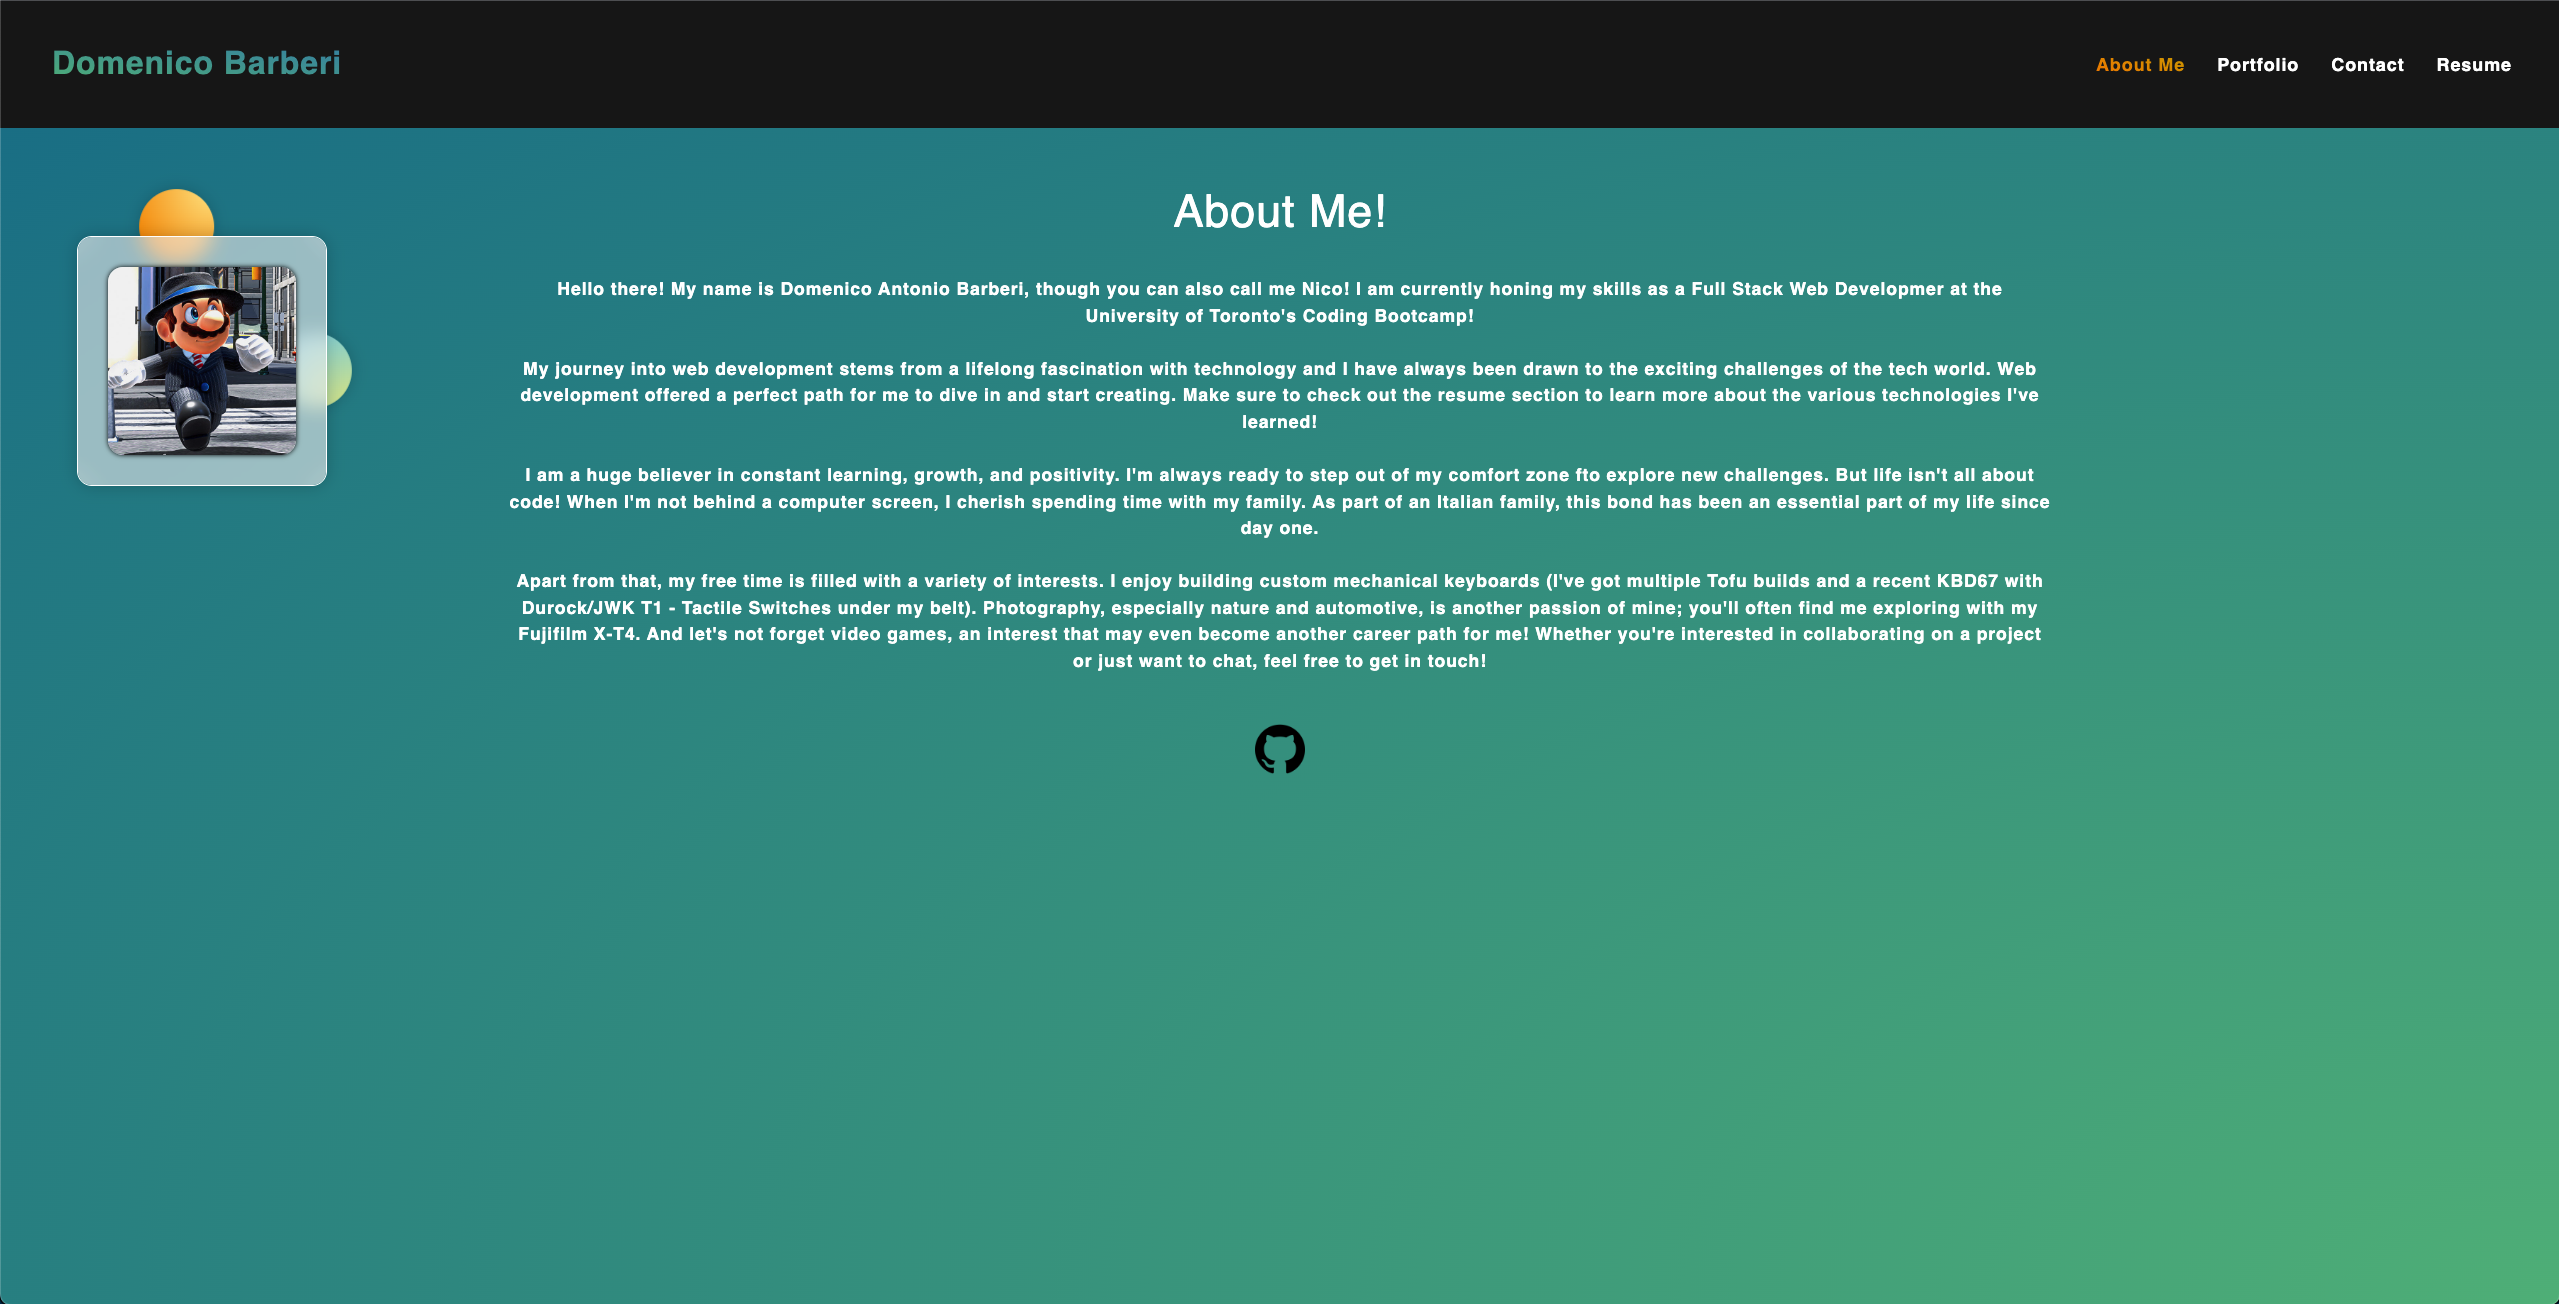 Domenico Barberi
About Me Portfolio Contact Resume
About Me!
Hello there! My name is Domenico Antonio Barberi, though you can also call me Nico! I am currently honing my skills as a Full Stack Web Developmer at the
University of Toronto's Coding Bootcamp!
My journey into web development stems from a lifelong fascination with technology and I have always been drawn to the exciting challenges of the tech world. Web
development offered a perfect path for me to dive in and start creating. Make sure to check out the resume section to learn more about the various technologies I've
learned!
I am a huge believer in constant learning, growth, and positivity. I'm always ready to step out of my comfort zone fto explore new challenges. But life isn't all about
code! When I'm not behind a computer screen, I cherish spending time with my family. As part of an Italian family, this bond has been an essential part of my life since
day one.
Apart from that, my free time is filled with a variety of interests. I enjoy building custom mechanical keyboards (I've got multiple Tofu builds and a recent KBD67 with
Durock/JWK T1 - Tactile Switches under my belt). Photography, especially nature and automotive, is another passion of mine; you'll often find me exploring with my
Fujifilm X-T4. And let's not forget video games, an interest that may even become another career path for me! Whether you're interested in collaborating on a project
or just want to chat, feel free to get in touch!